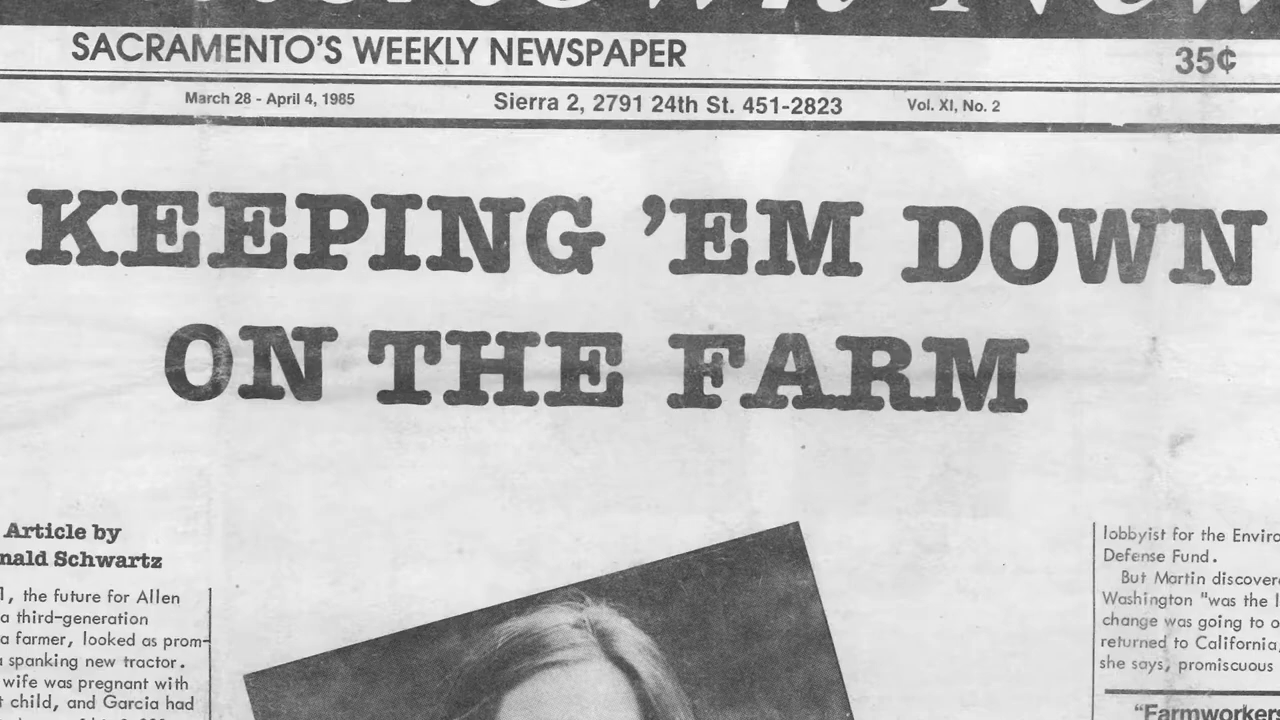 SACRAMENTO'S WEEKLY NEWSPAPER
35¢
March 28 - April 4, 1985
Sierra 2, 2791 24th St. 451-2823
Vol. XI, No. 2
KEEPING 'EM DOWN
ON THE FARM
Article by
nald Schwartz
, the future for Allen
a third-generation
a farmer, looked as prom-
spanking new tractor.
wife was pregnant with
child, and Garcia had
lobbyist for the Enviro
Defense Fund.
But Martin discovere
Washington "was the l
change was going to o
returned to California,
she says, promiscuous
"Farmworkers